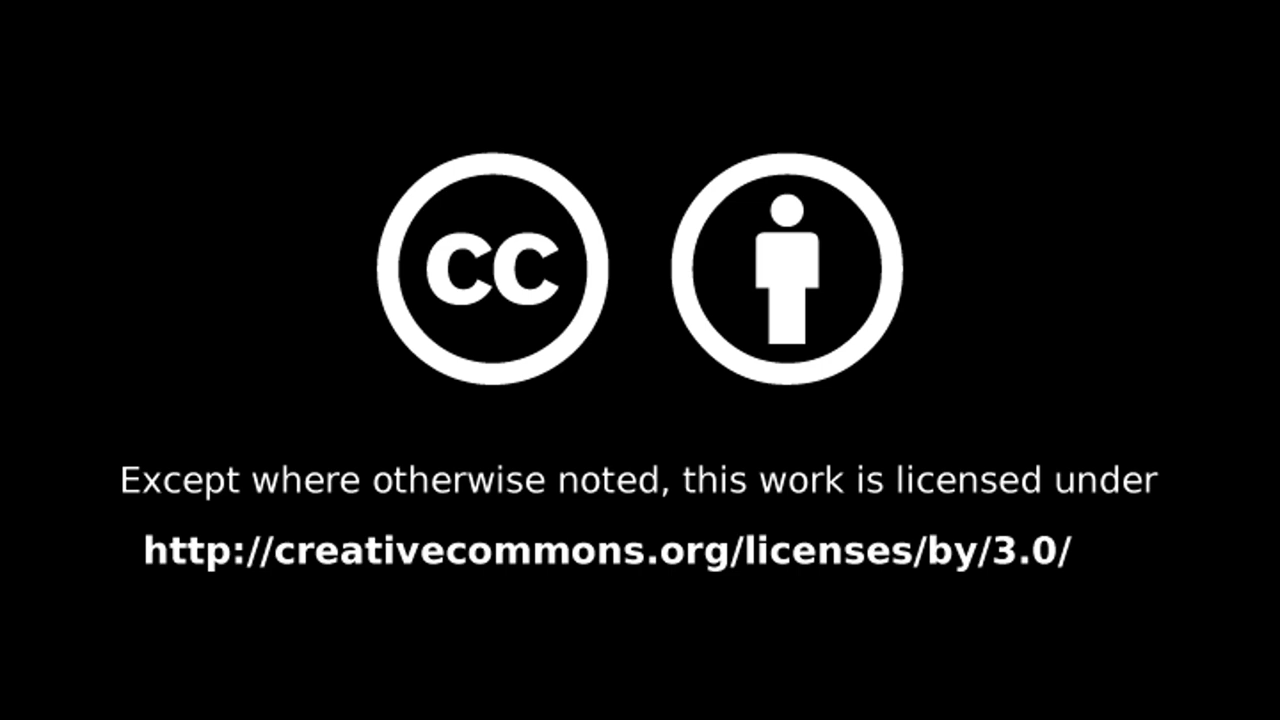 cc
Except where otherwise noted, this work is licensed under
http://creativecommons.org/licenses/by/3.0/